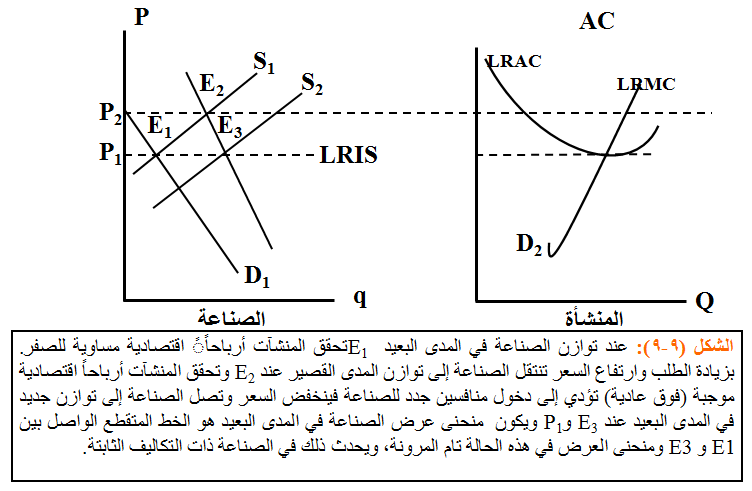 P
AC
S1
S2
LRAC
LRMC
E2
P2
E1
E3
P1
LRIS
D2
D1
q
Q
الصناعة
المنشأة
الشكل (٩-٩): عند توازن الصناعة في المدى البعيد E1 تحقق المنشآت أرباحاً اقتصادية مساوية للصفر.
بزيادة الطلب وارتفاع السعر تنتقل الصناعة إلى توازن المدى القصير عند E2 وتحقق المنشآت أرباحاً اقتصادية
موجبة (فوق عادية) تؤدي إلى دخول منافسين جدد للصناعة فينخفض السعر وتصل الصناعة إلى توازن جديد
في المدى البعيد عند E3 وP1 ويكون منحنى عرض الصناعة في المدى البعيد هو الخط المتقطع الواصل بين
E1 و E3 ومنحنى العرض في هذه الحالة تام المرونة، ويحدث ذلك في الصناعة ذات التكاليف الثابتة.